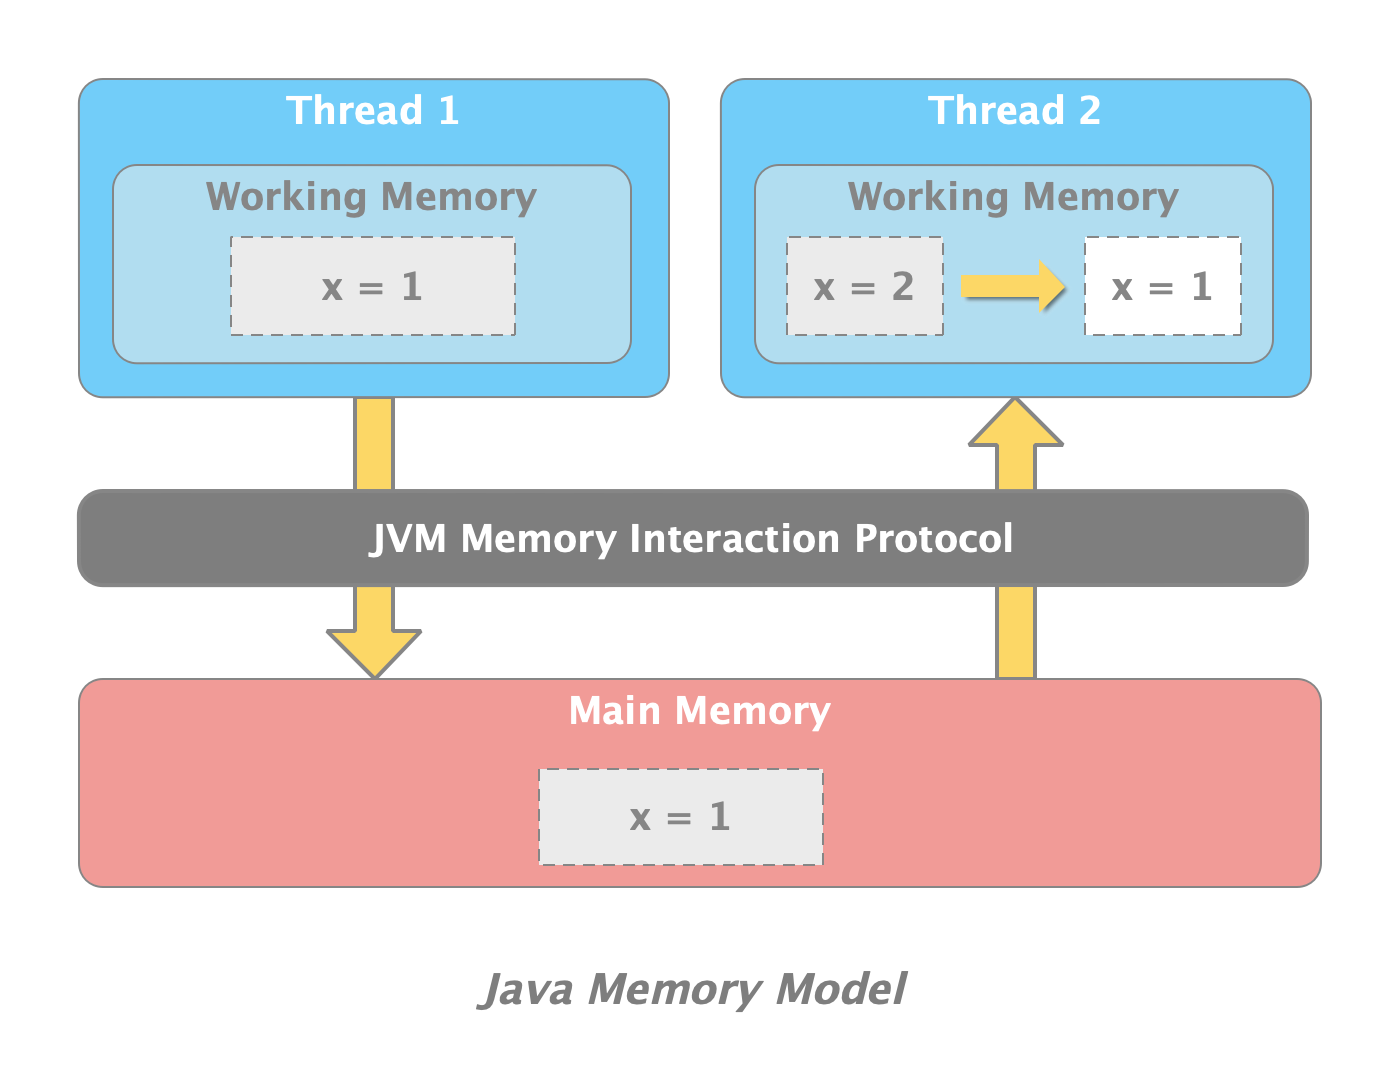 Thread 1
Working Memory
x = 1
Thread 2
Working Memory
x = 2
x = 1
JVM Memory Interaction Protocol
Main Memory
x = 1
Java Memory Model